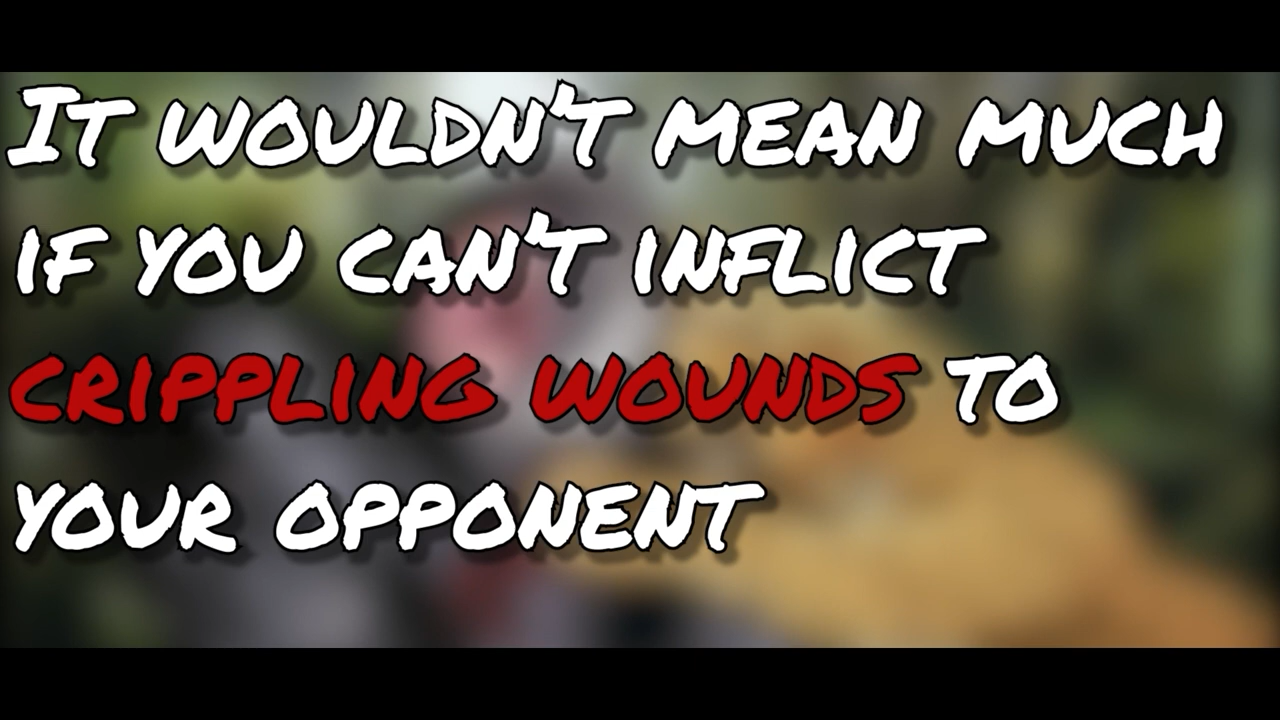 It wouldn't mean much
if you can't inflict
crippling wounds to
your opponent